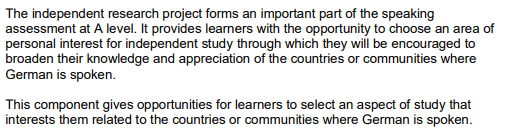 The independent research project forms an important part of the speaking
assessment at A level. It provides learners with the opportunity to choose an area of
personal interest for independent study through which they will be encouraged to
broaden their knowledge and appreciation of the countries or communities where
German is spoken.
This component gives opportunities for learners to select an aspect of study that
interests them related to the countries or communities where German is spoken.